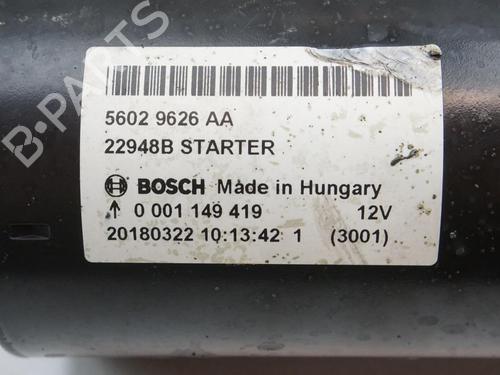 5602 9626 AA
22948B STARTER
BOSCH Made in Hungary
↑ 0 001 149 419 12V
20180322 10:13:42 1 (3001)
B-PARTS